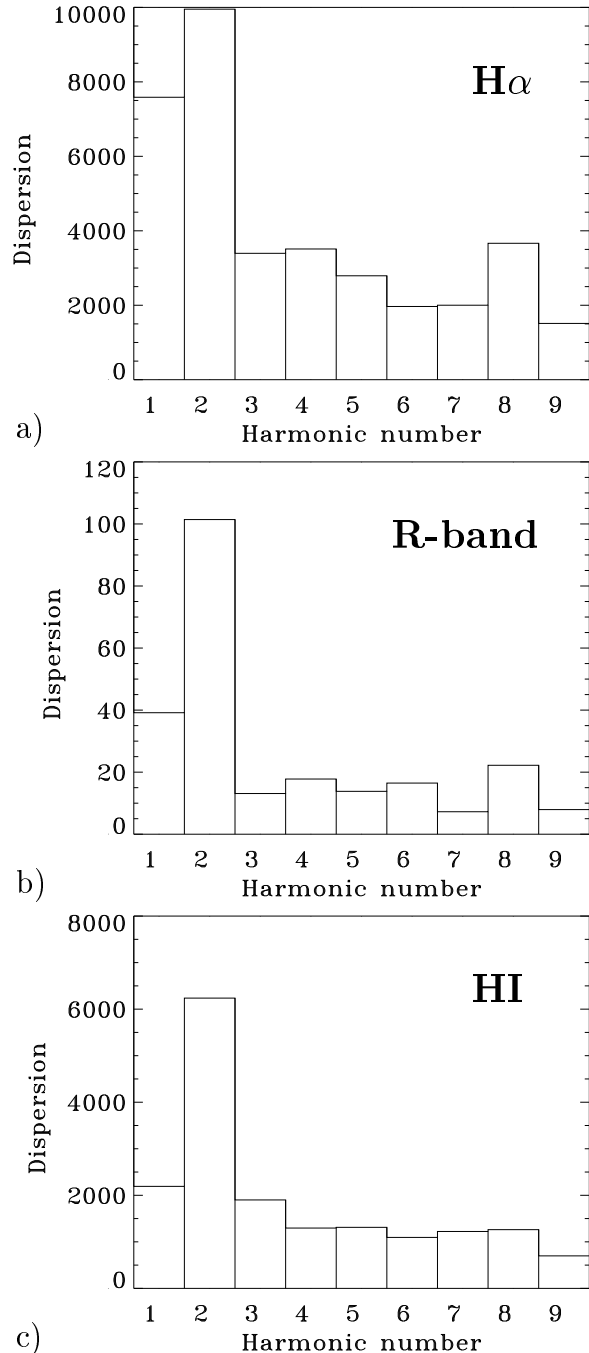 10000
8000
6000
4000
2000
0
Dispersion
Hα
1 2 3 4 5 6 7 8 9
Harmonic number
a)
120
100
80
60
40
20
0
Dispersion
R-band
1 2 3 4 5 6 7 8 9
Harmonic number
b)
8000
6000
4000
2000
0
Dispersion
HI
1 2 3 4 5 6 7 8 9
Harmonic number
c)